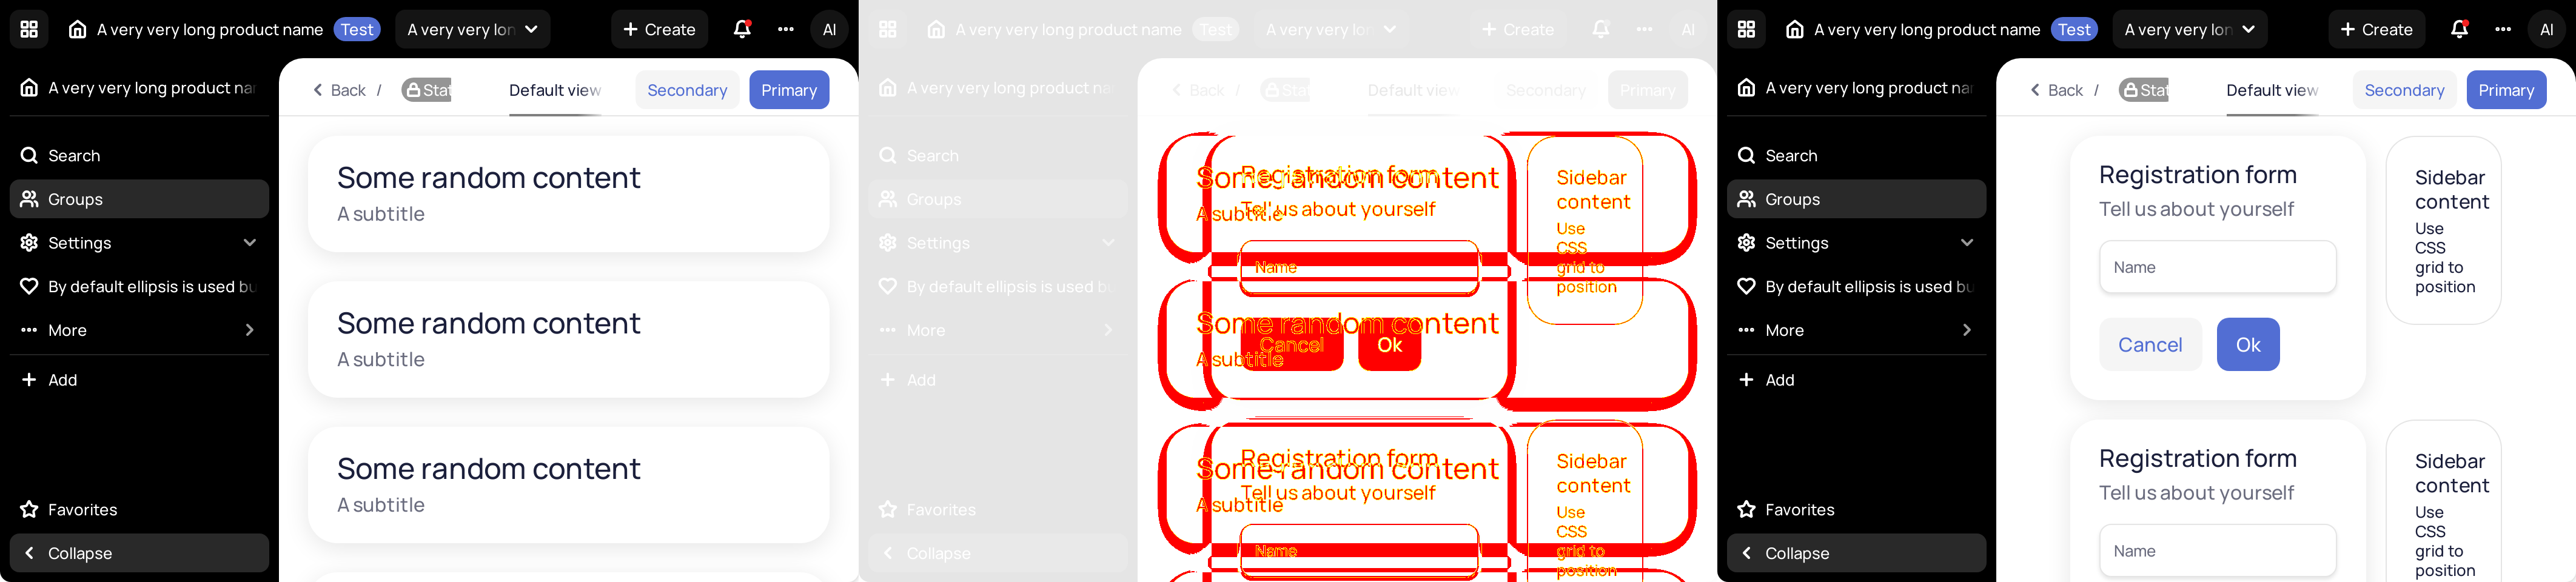 A very very long product name Test A very very lon Create AI
A very very long product nar
Search
Groups
Settings
By default ellipsis is used bu
More
Add
Favorites
Collapse
Back / Stat Default view Secondary Primary
Some random content
A subtitle
Some random content
A subtitle
Some random content
A subtitle
A very very long product name Test A very very lon Create AI
A very very long product na
Search
Groups
Settings
By default ellipsis is used bu
More
Add
Favorites
Collapse
Back / Stat Default view Secondary Primary
Some random content
Registration form
A subtitle
Tell us about yourself
Name
Sidebar
content
Use
CSS
grid to
position
Some random content
Cancel Ok
A subtitle
Registration form
Some random content
Tell us about yourself
A subtitle
Name
Sidebar
content
Use
CSS
grid to
position
A very very long product name Test A very very lon Create AI
A very very long product nar
Search
Groups
Settings
By default ellipsis is used bu
More
Add
Favorites
Collapse
Back / Stat Default view Secondary Primary
Registration form
Tell us about yourself
Name
Cancel Ok
Sidebar
content
Use
CSS
grid to
position
Registration form
Tell us about yourself
Name
Sidebar
content
Use
CSS
grid to
position